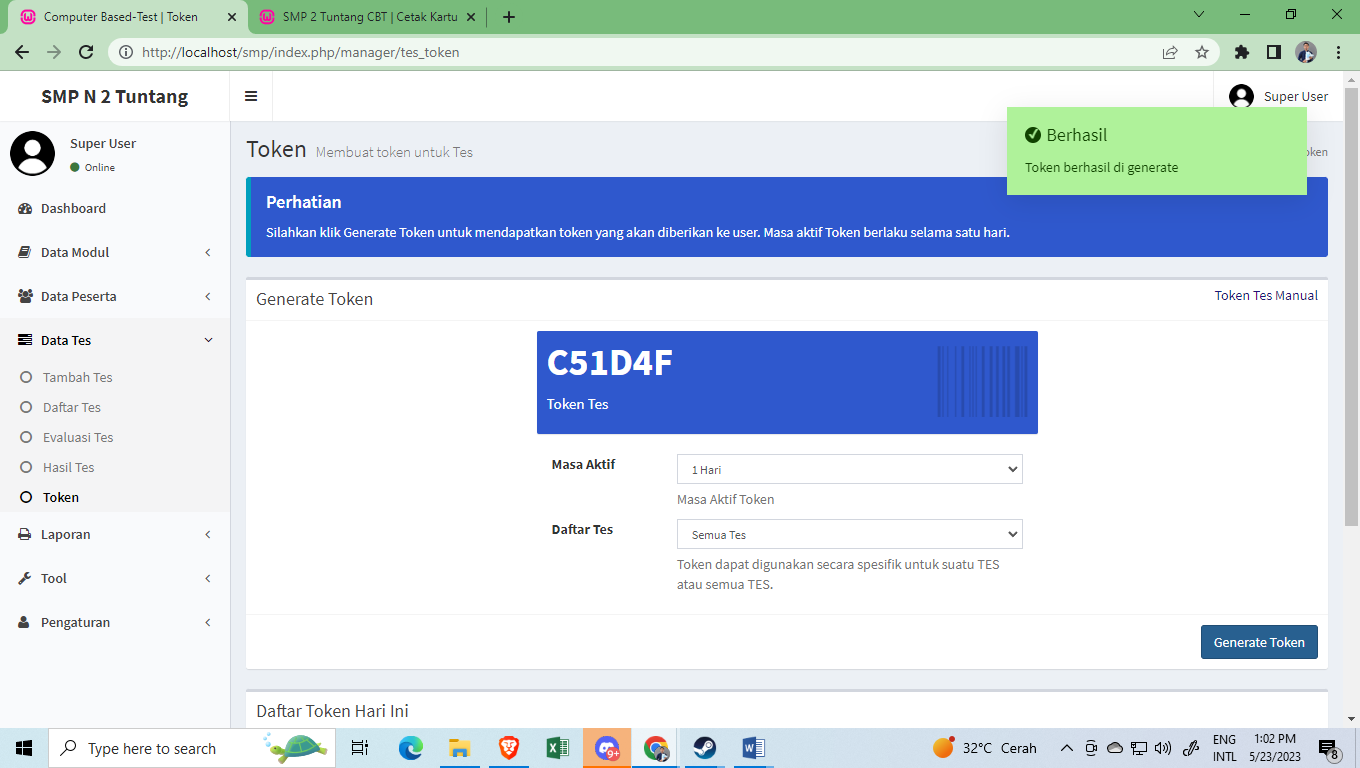 Computer Based-Test | Token
SMP 2 Tuntang CBT | Cetak Kartu
http://localhost/smp/index.php/manager/tes_token
SMP N 2 Tuntang
Super User
Super User
Online
Berhasil
Token berhasil di generate
Token Membuat token untuk Tes
oken
Perhatian
Silahkan klik Generate Token untuk mendapatkan token yang akan diberikan ke user. Masa aktif Token berlaku selama satu hari.
Dashboard
Data Modul
Data Peserta
Data Tes
Tambah Tes
Daftar Tes
Evaluasi Tes
Hasil Tes
Token
Laporan
Tool
Pengaturan
Generate Token
Token Tes Manual
C51D4F
Token Tes
Masa Aktif
1 Hari
Masa Aktif Token
Daftar Tes
Semua Tes
Token dapat digunakan secara spesifik untuk suatu TES
atau semua TES.
Generate Token
Daftar Token Hari Ini
Type here to search
9+
32°C Cerah
ENG
INTL
1:02 PM
5/23/2023
8